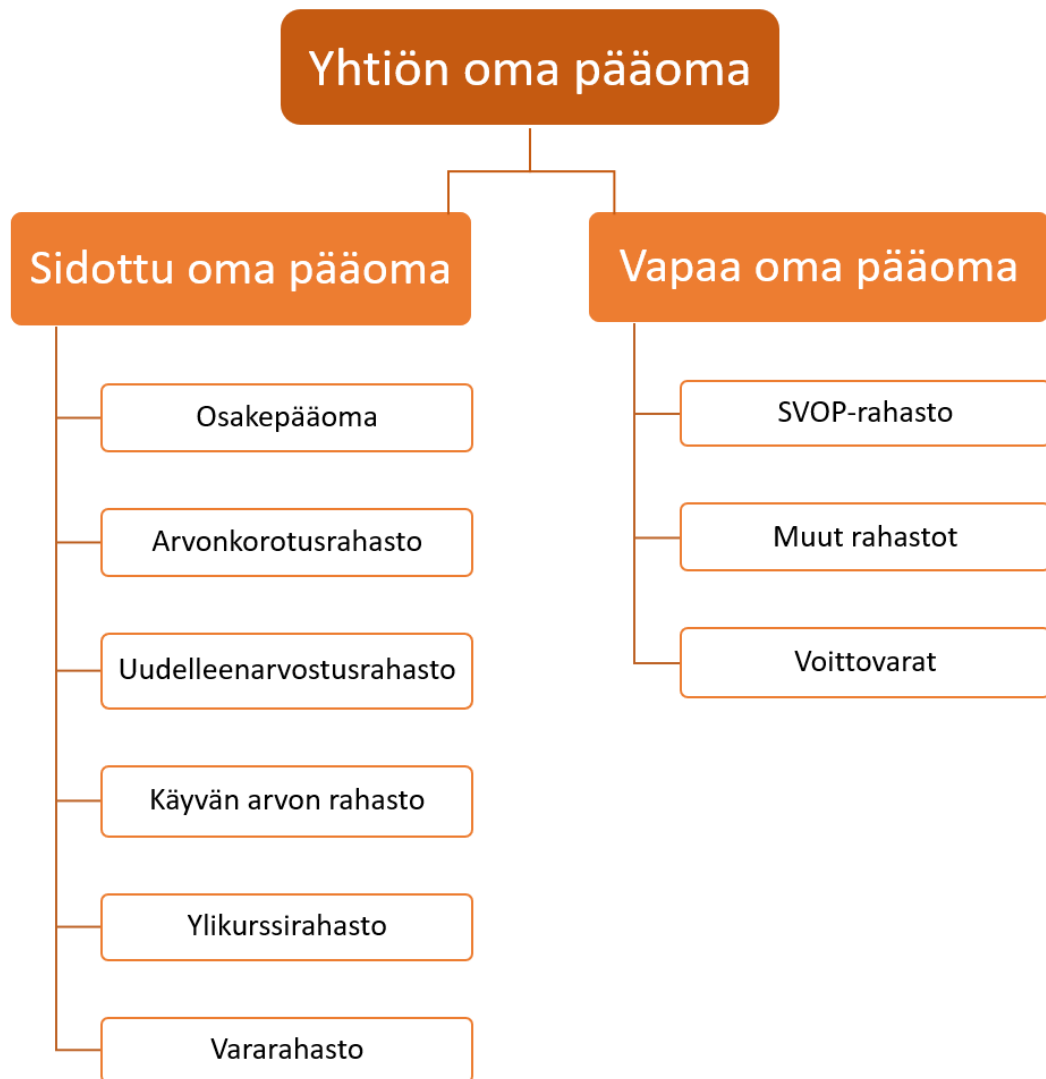 Yhtiön oma pääoma
Sidottu oma pääoma
Osakepääoma
Arvonkorotusrahasto
Uudelleenarvostusrahasto
Käyvän arvon rahasto
Ylikurssirahasto
Vararahasto
Vapaa oma pääoma
SVOP-rahasto
Muut rahastot
Voittovarat